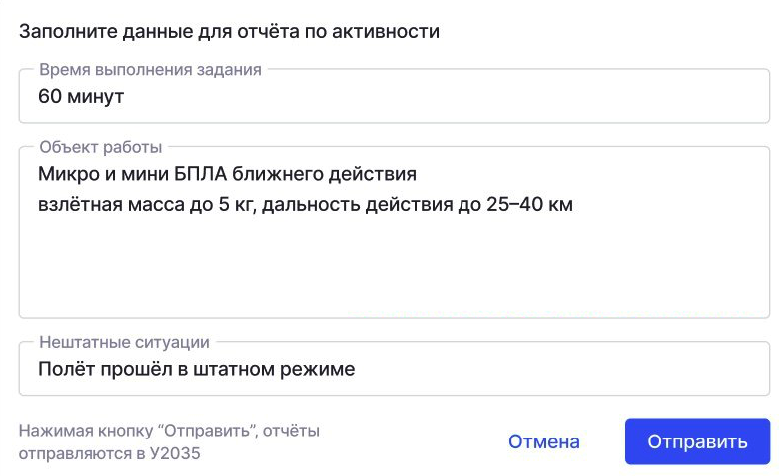 Заполните данные для отчёта по активности
Время выполнения задания
60 минут
Объект работы
Микро и мини БПЛА ближнего действия
взлётная масса до 5 кг, дальность действия до 25–40 км
Нештатные ситуации
Полёт прошёл в штатном режиме
Нажимая кнопку “Отправить”, отчёты
отправляются в У2035
Отмена
Отправить